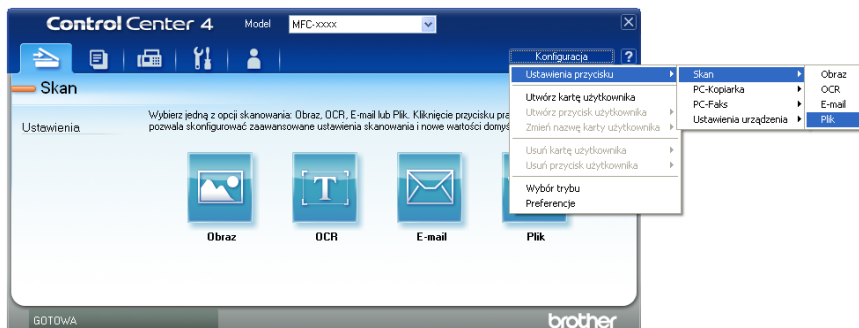 Control Center 4 Model MFC-xxxx
Konfiguracja ?
Skan
Ustawienia
Wybierz jedną z opcji skanowania: Obraz, OCR, E-mail lub Plik. Kliknięcie przycisku
pozwala skonfigurować zaawansowane ustawienia skanowania i nowe wartości
[T]
Obraz OCR E-mail Plik
Ustawienia przycisku
Utwórz kartę użytkownika
Utwórz przycisk użytkownika
Zmień nazwę karty użytkownika
Usuń kartę użytkownika
Usuń przycisk użytkownika
Wybór trybu
Preferencje
Skan
PC-Kopiarka
PC-Faks
Ustawienia urządzenia
Obraz
OCR
E-mail
Plik
GOTOWA brother